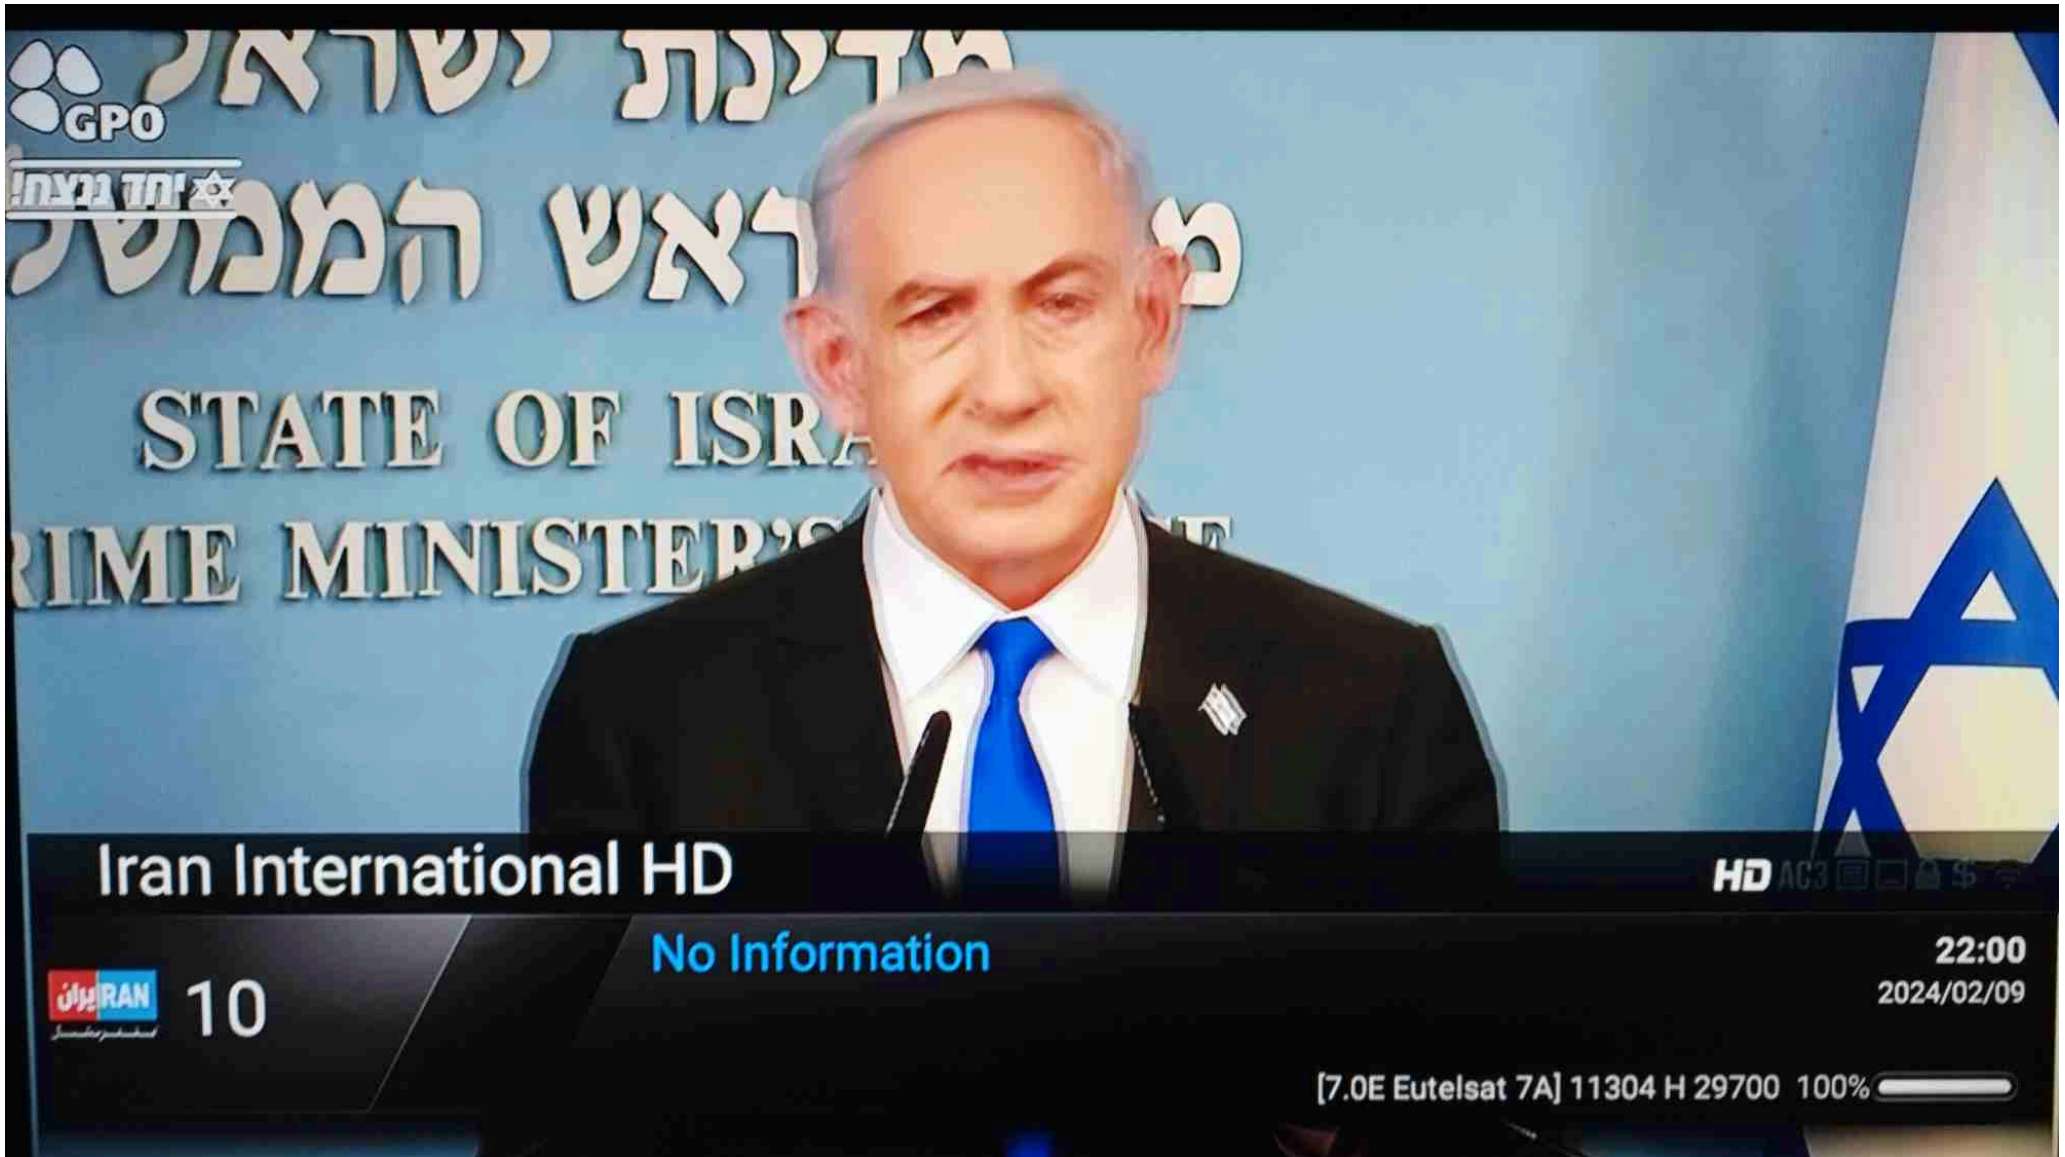 מדינת ישראל
GPO
יחד ננצח!
ראש הממשל
STATE OF ISRA
RIME MINISTER'S
Iran International HD
HD AC3
No Information
22:00
ایران IRAN
10
2024/02/09
[7.0E Eutelsat 7A] 11304 H 29700 100%